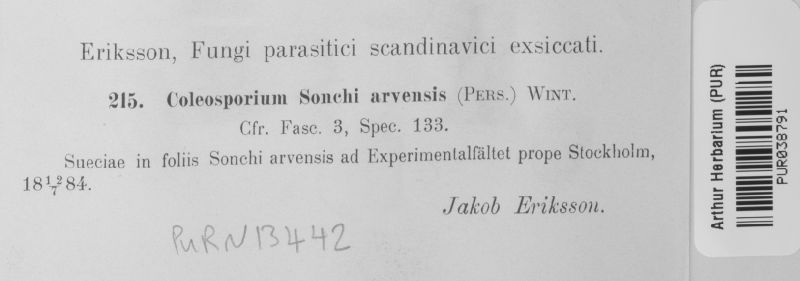 Eriksson, Fungi parasitici scandinavici exsiccati.
215. Coleosporium Sonchi arvensis (PERS.) WINT.
Cfr. Fasc. 3, Spec. 133.
Sueciae in foliis Sonchi arvensis ad Experimentalfältet prope Stockholm,
18 12/7 84.
Jakob Eriksson.
PURN13442
Arthur Herbarium (PUR)
PUR038791